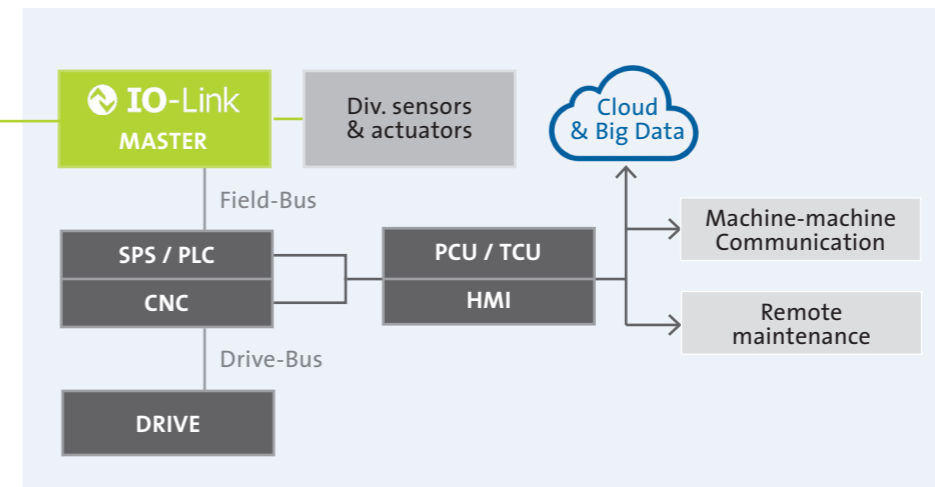 IO-Link
MASTER
Div. sensors
& actuators
Cloud
& Big Data
Field-Bus
SPS / PLC
CNC
PCU / TCU
HMI
Machine-machine
Communication
Remote
maintenance
Drive-Bus
DRIVE